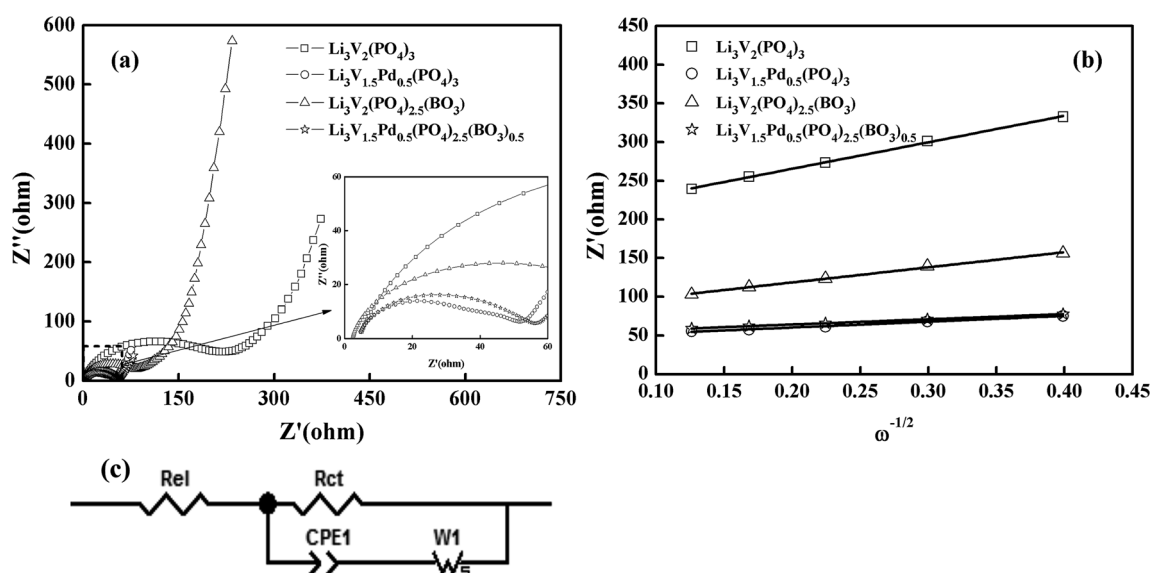 (a)
Z''(ohm)
600
500
400
300
200
100
0
0 150 300 450 600 750
Z'(ohm)
Li₃V₂(PO₄)₃
Li₃V₁.₅Pd₀.₅(PO₄)₃
Li₃V₂(PO₄)₂.₅(BO₃)
Li₃V₁.₅Pd₀.₅(PO₄)₂.₅(BO₃)₀.₅
Z''(ohm)
60
40
20
0
0 20 40 60
Z'(ohm)
(b)
Z'(ohm)
450
400
350
300
250
200
150
100
50
0
0.10 0.15 0.20 0.25 0.30 0.35 0.40 0.45
ω⁻¹/²
Li₃V₂(PO₄)₃
Li₃V₁.₅Pd₀.₅(PO₄)₃
Li₃V₂(PO₄)₂.₅(BO₃)
Li₃V₁.₅Pd₀.₅(PO₄)₂.₅(BO₃)₀.₅
(c)
Rel Rct
CPE1 W1